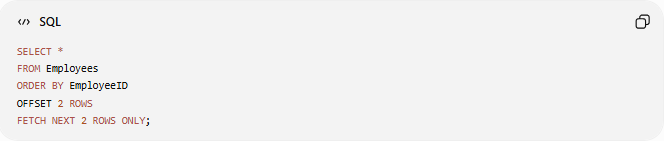 SQL
SELECT *
FROM Employees
ORDER BY EmployeeID
OFFSET 2 ROWS
FETCH NEXT 2 ROWS ONLY;